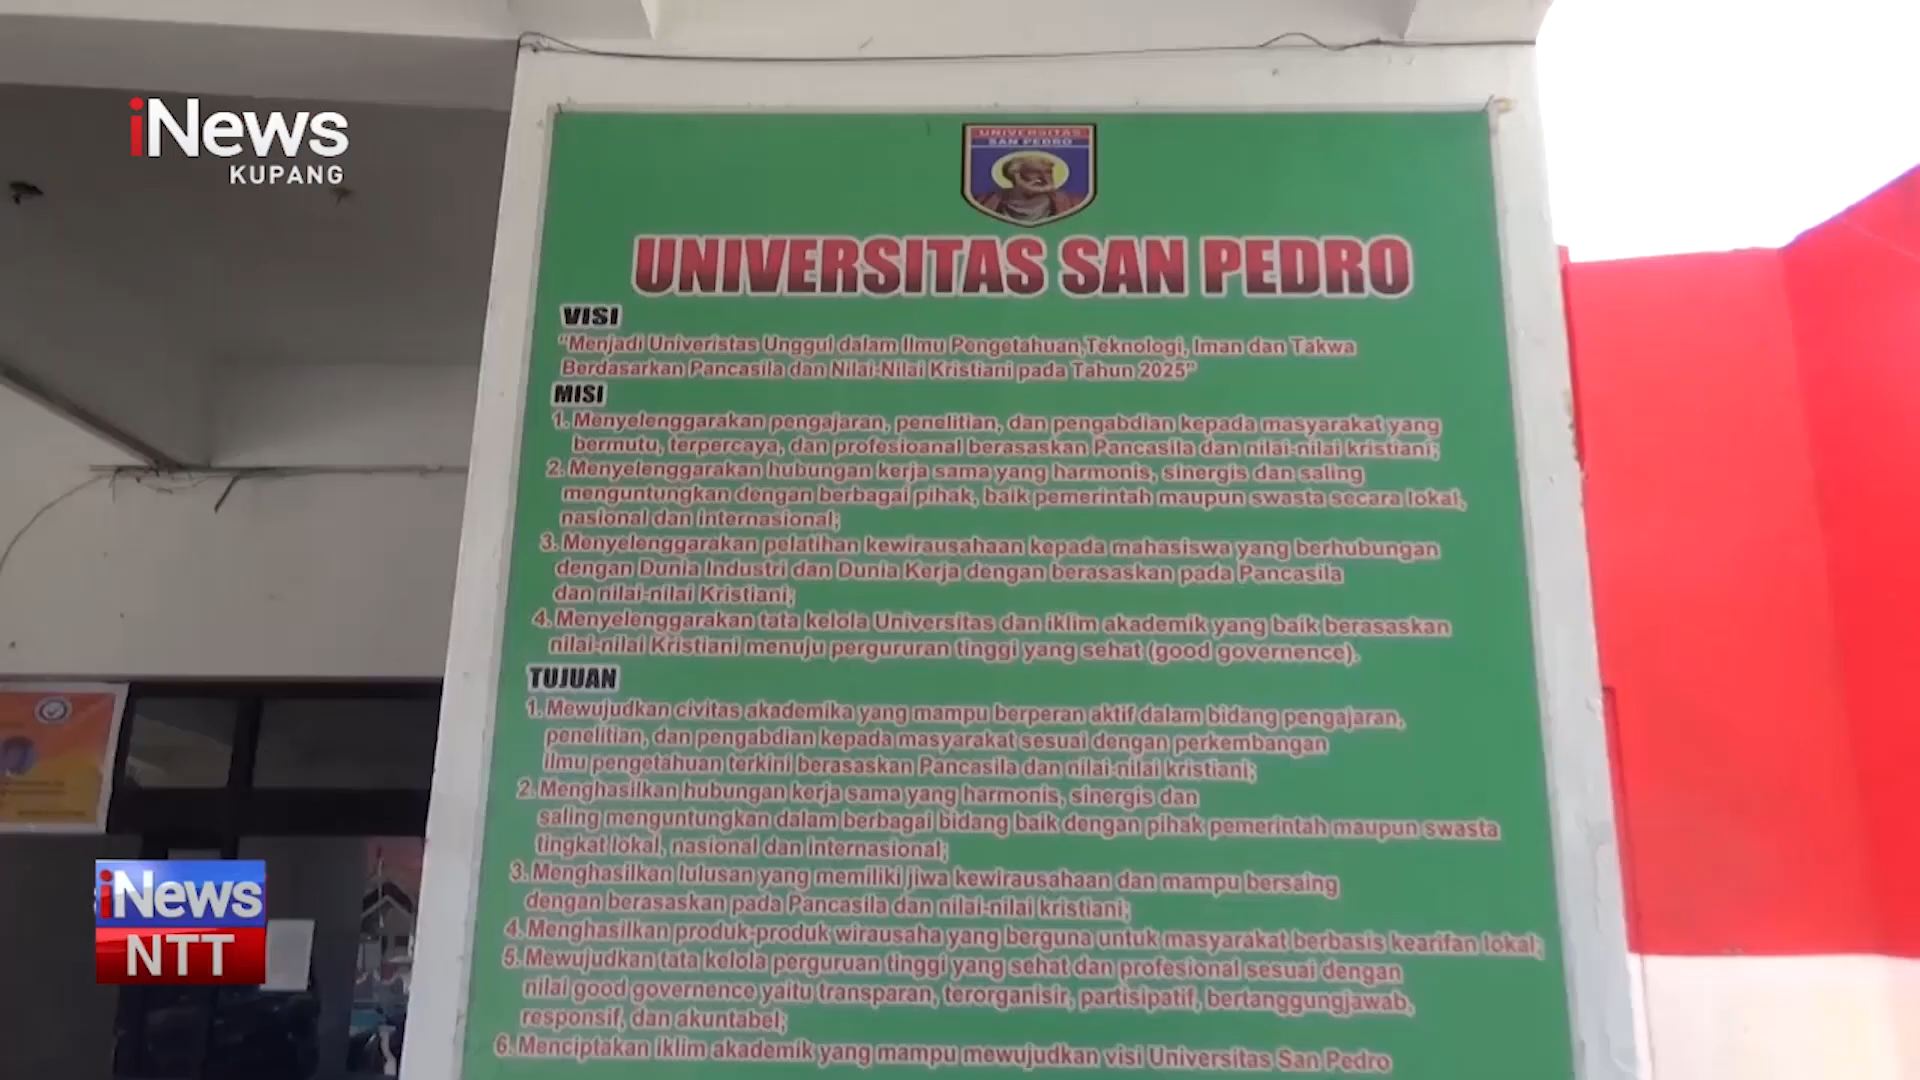 iNews
KUPANG
UNIVERSITAS
SAN PEDRO
UNIVERSITAS SAN PEDRO
VISI
"Menjadi Univeristas Unggul dalam Ilmu Pengetahuan,Teknologi, Iman dan Takwa
Berdasarkan Pancasila dan Nilai-Nilai Kristiani pada Tahun 2025"
MISI
1. Menyelenggarakan pengajaran, penelitian, dan pengabdian kepada masyarakat yang
bermutu, terpercaya, dan profesioanal berasaskan Pancasila dan nilai-nilai kristiani;
2. Menyelenggarakan hubungan kerja sama yang harmonis, sinergis dan saling
menguntungkan dengan berbagai pihak, baik pemerintah maupun swasta secara lokal,
nasional dan internasional;
3. Menyelenggarakan pelatihan kewirausahaan kepada mahasiswa yang berhubungan
dengan Dunia Industri dan Dunia Kerja dengan berasaskan pada Pancasila
dan nilai-nilai Kristiani;
4. Menyelenggarakan tata kelola Universitas dan iklim akademik yang baik berasaskan
nilai-nilai Kristiani menuju pergururan tinggi yang sehat (good governence).
TUJUAN
1. Mewujudkan civitas akademika yang mampu berperan aktif dalam bidang pengajaran,
penelitian, dan pengabdian kepada masyarakat sesuai dengan perkembangan
ilmu pengetahuan terkini berasaskan Pancasila dan nilai-nilai kristiani;
2. Menghasilkan hubungan kerja sama yang harmonis, sinergis dan
saling menguntungkan dalam berbagai bidang baik dengan pihak pemerintah maupun swasta
tingkat lokal, nasional dan internasional;
3. Menghasilkan lulusan yang memiliki jiwa kewirausahaan dan mampu bersaing
dengan berasaskan pada Pancasila dan nilai-nilai kristiani;
4. Menghasilkan produk-produk wirausaha yang berguna untuk masyarakat berbasis kearifan lokal;
5. Mewujudkan tata kelola perguruan tinggi yang sehat dan profesional sesuai dengan
nilai good governence yaitu transparan, terorganisir, partisipatif, bertanggungjawab,
responsif, dan akuntabel;
6. Menciptakan iklim akademik yang mampu mewujudkan visi Universitas San Pedro
iNews
NTT